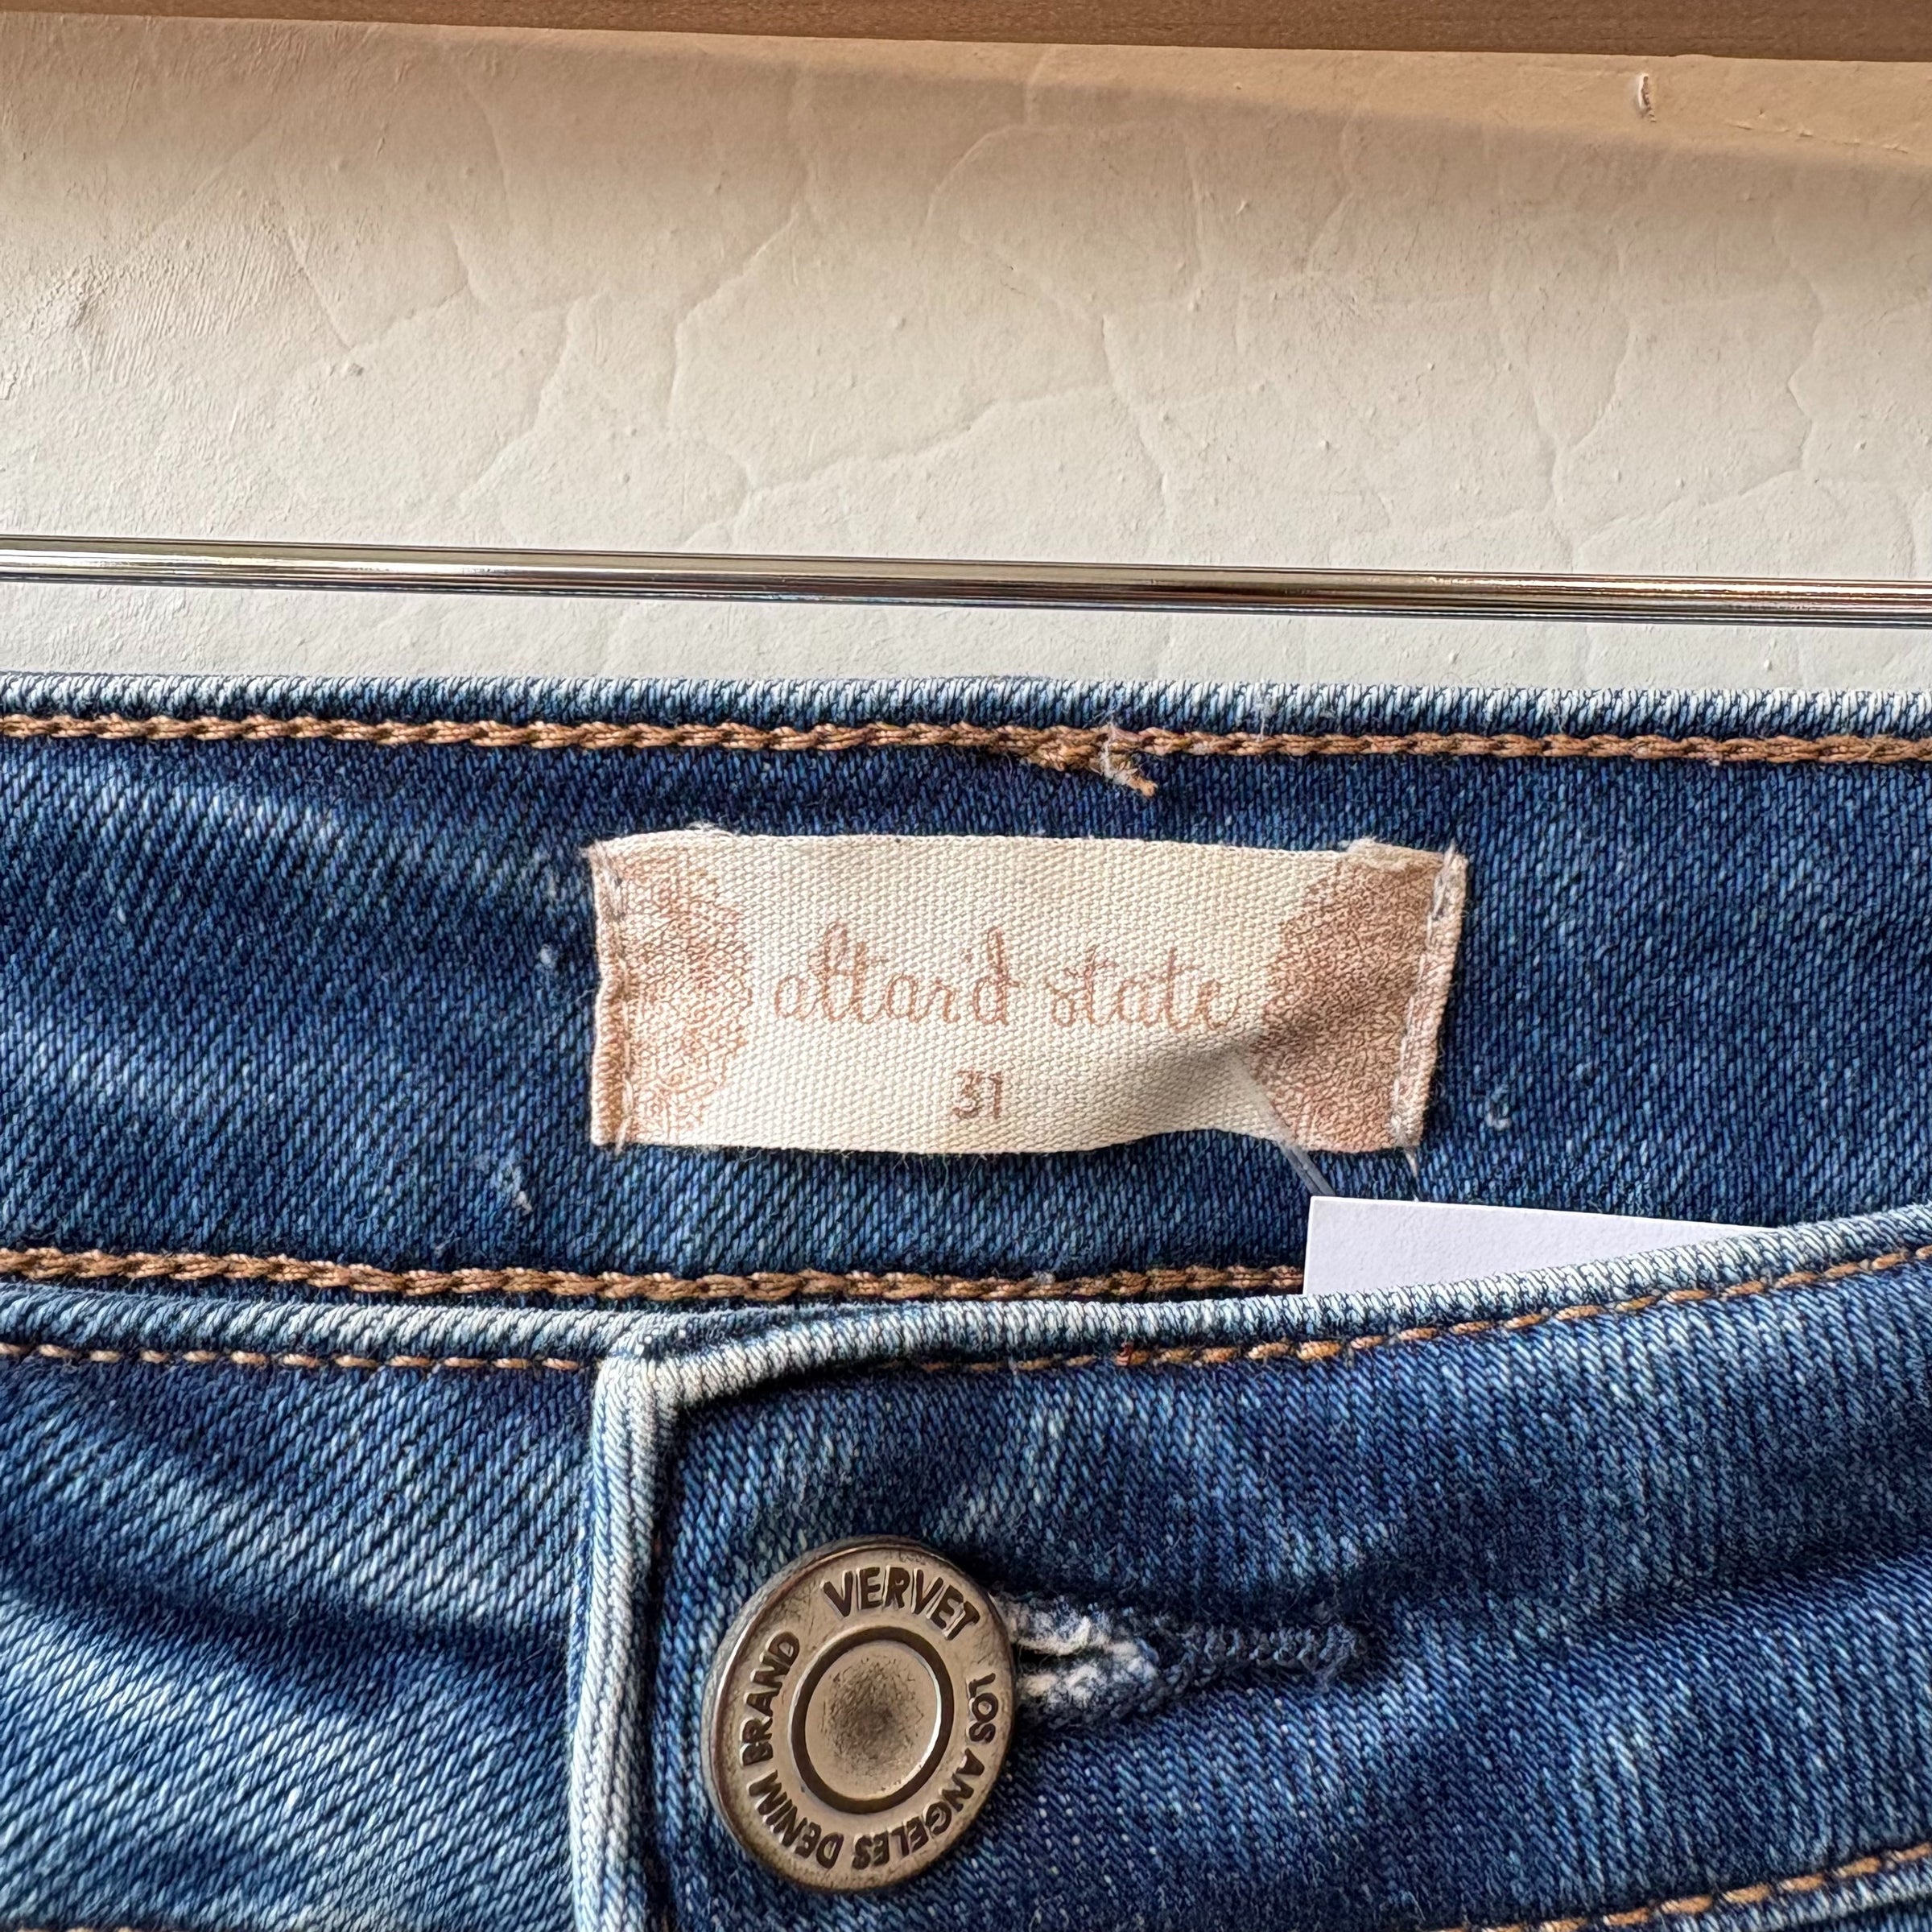 altar'd state
31
VERVET
LOS ANGELES DENIM BRAND